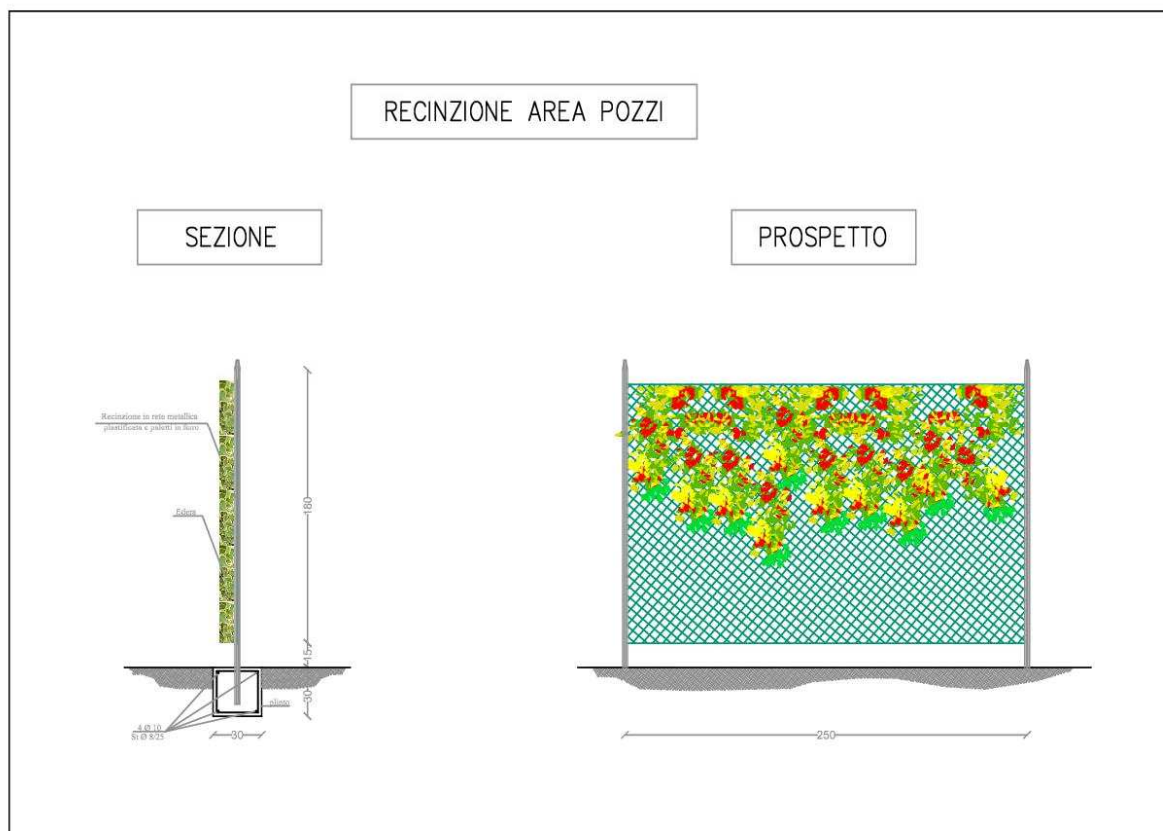 RECINZIONE AREA POZZI
SEZIONE
PROSPETTO
Recinzione in rete metallica
plastificata e paletti in ferro
Edera
180
15
30
plinto
4 Ø 10
St Ø 8/25
30
250